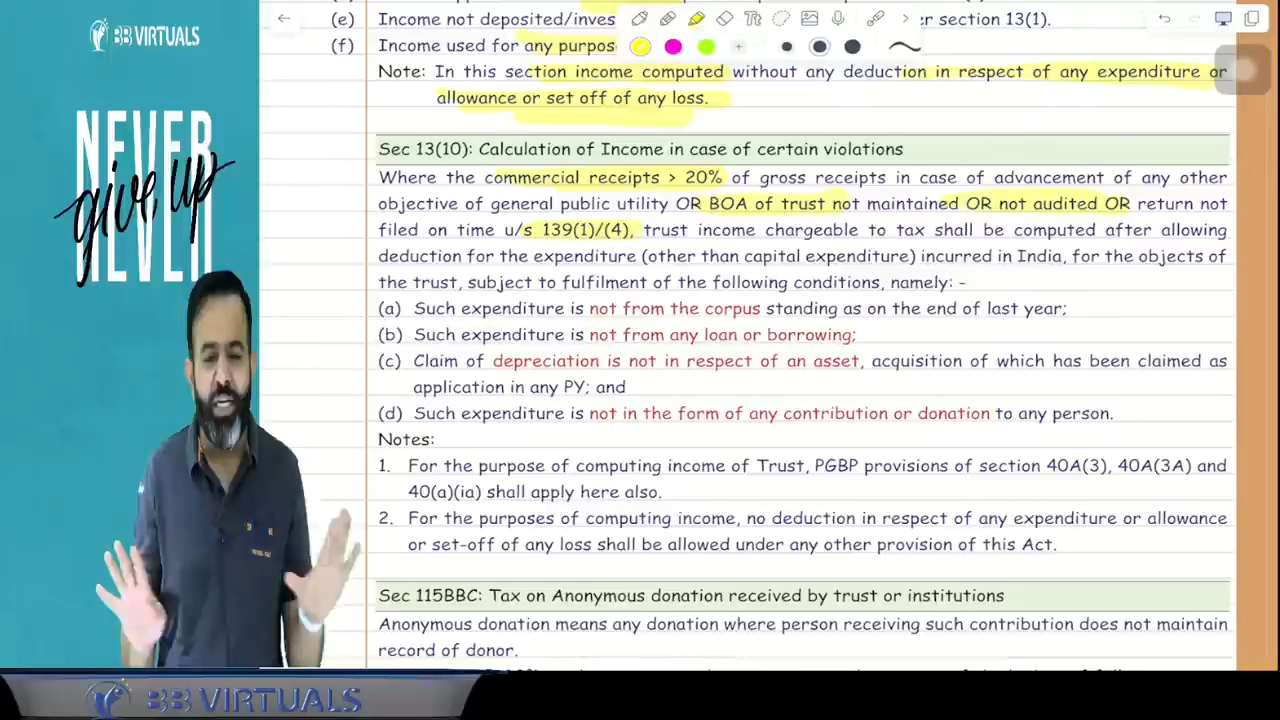 BB VIRTUALS
NEVER
give up
NEVER
(e) Income not deposited/inves er section 13(1).
(f) Income used for any purpos
Note: In this section income computed without any deduction in respect of any expenditure or
allowance or set off of any loss.
Sec 13(10): Calculation of Income in case of certain violations
Where the commercial receipts > 20% of gross receipts in case of advancement of any other
objective of general public utility OR BOA of trust not maintained OR not audited OR return not
filed on time u/s 139(1)/(4), trust income chargeable to tax shall be computed after allowing
deduction for the expenditure (other than capital expenditure) incurred in India, for the objects of
the trust, subject to fulfilment of the following conditions, namely: -
(a) Such expenditure is not from the corpus standing as on the end of last year;
(b) Such expenditure is not from any loan or borrowing;
(c) Claim of depreciation is not in respect of an asset, acquisition of which has been claimed as
application in any PY; and
(d) Such expenditure is not in the form of any contribution or donation to any person.
Notes:
1. For the purpose of computing income of Trust, PGBP provisions of section 40A(3), 40A(3A) and
40(a)(ia) shall apply here also.
2. For the purposes of computing income, no deduction in respect of any expenditure or allowance
or set-off of any loss shall be allowed under any other provision of this Act.
Sec 115BBC: Tax on Anonymous donation received by trust or institutions
Anonymous donation means any donation where person receiving such contribution does not maintain
record of donor.
BB VIRTUALS